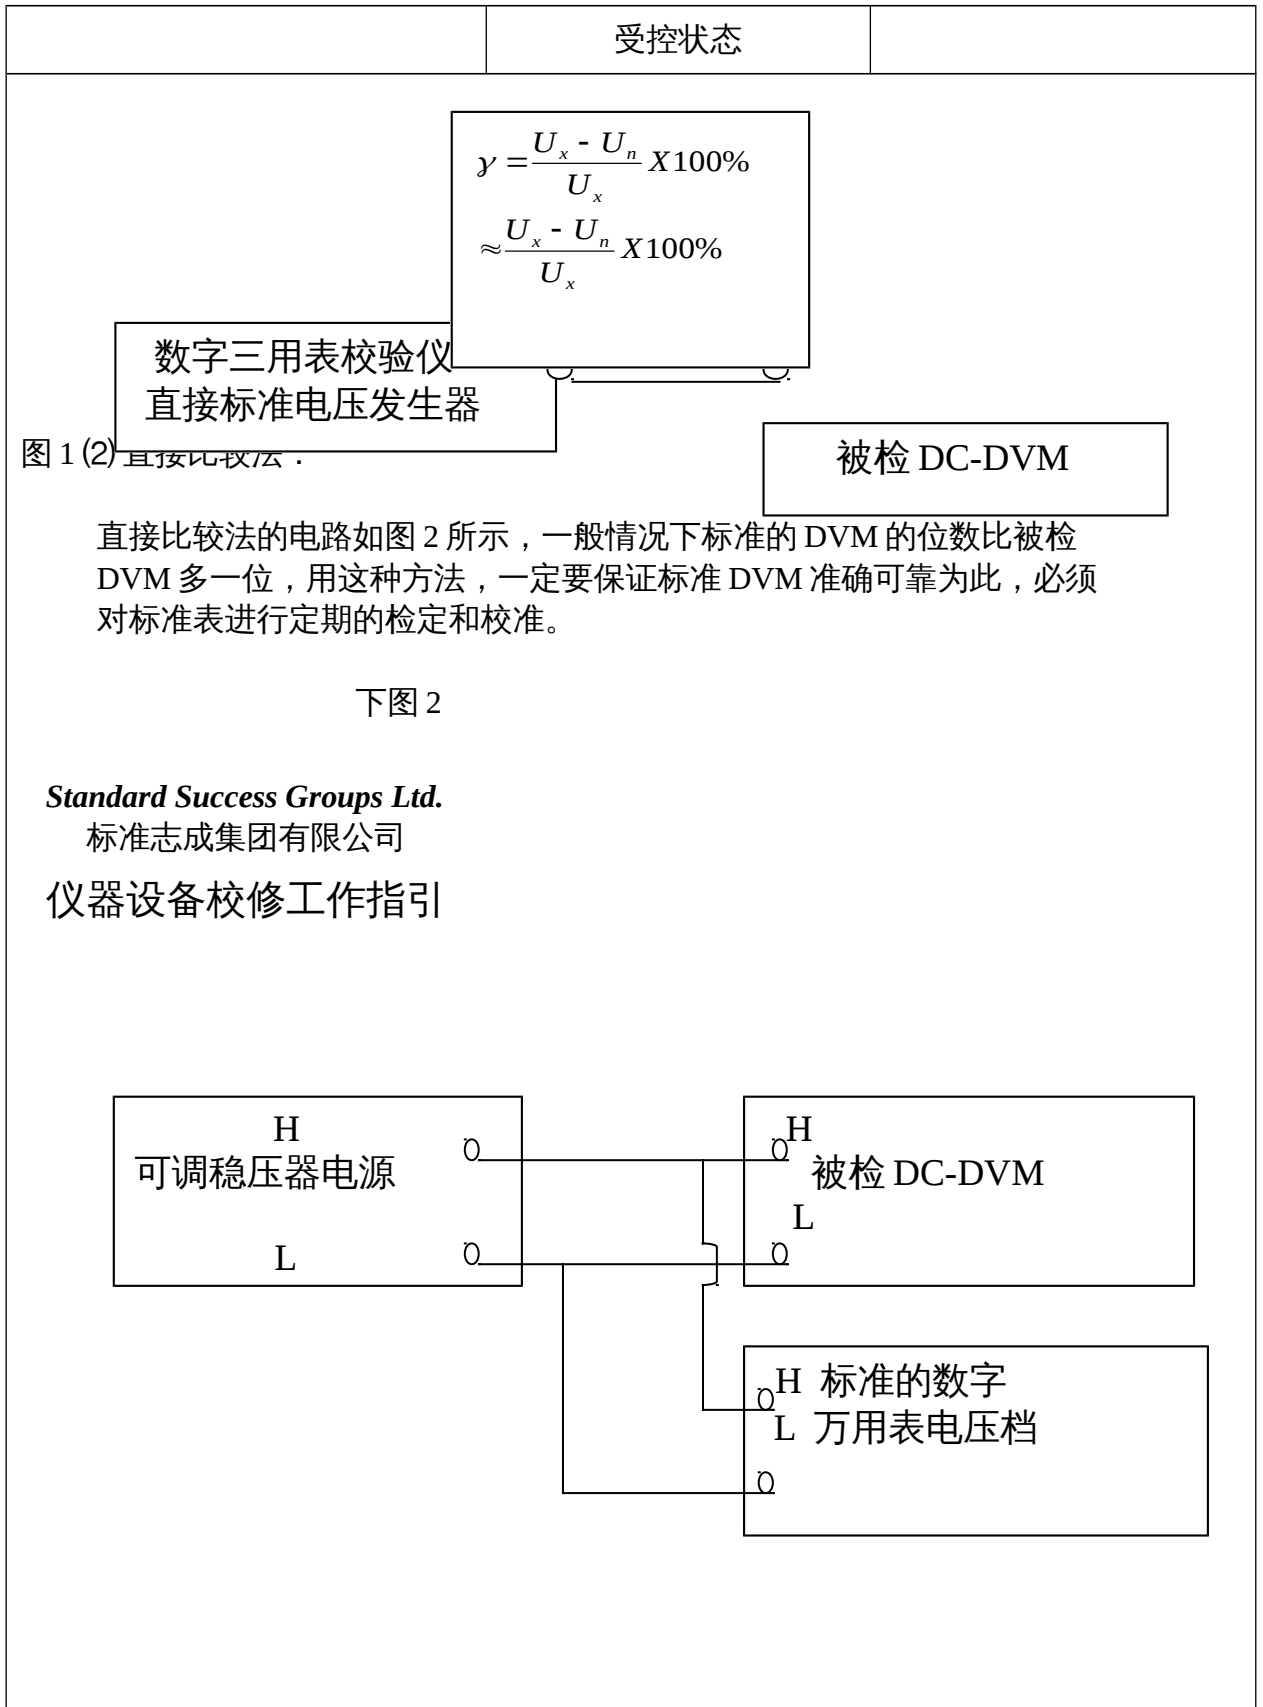 受控状态
γ = (U_x - U_n) / U_x X100%
≈ (U_x - U_n) / U_x X100%
数字三用表校验仪
直接标准电压发生器
图 1 ⑵ 直接比较法：
被检 DC-DVM
直接比较法的电路如图 2 所示，一般情况下标准的 DVM 的位数比被检
DVM 多一位，用这种方法，一定要保证标准 DVM 准确可靠为此，必须
对标准表进行定期的检定和校准。
下图 2
Standard Success Groups Ltd.
标准志成集团有限公司
仪器设备校修工作指引
H
可调稳压器电源
L
H
被检 DC-DVM
L
H 标准的数字
L 万用表电压档